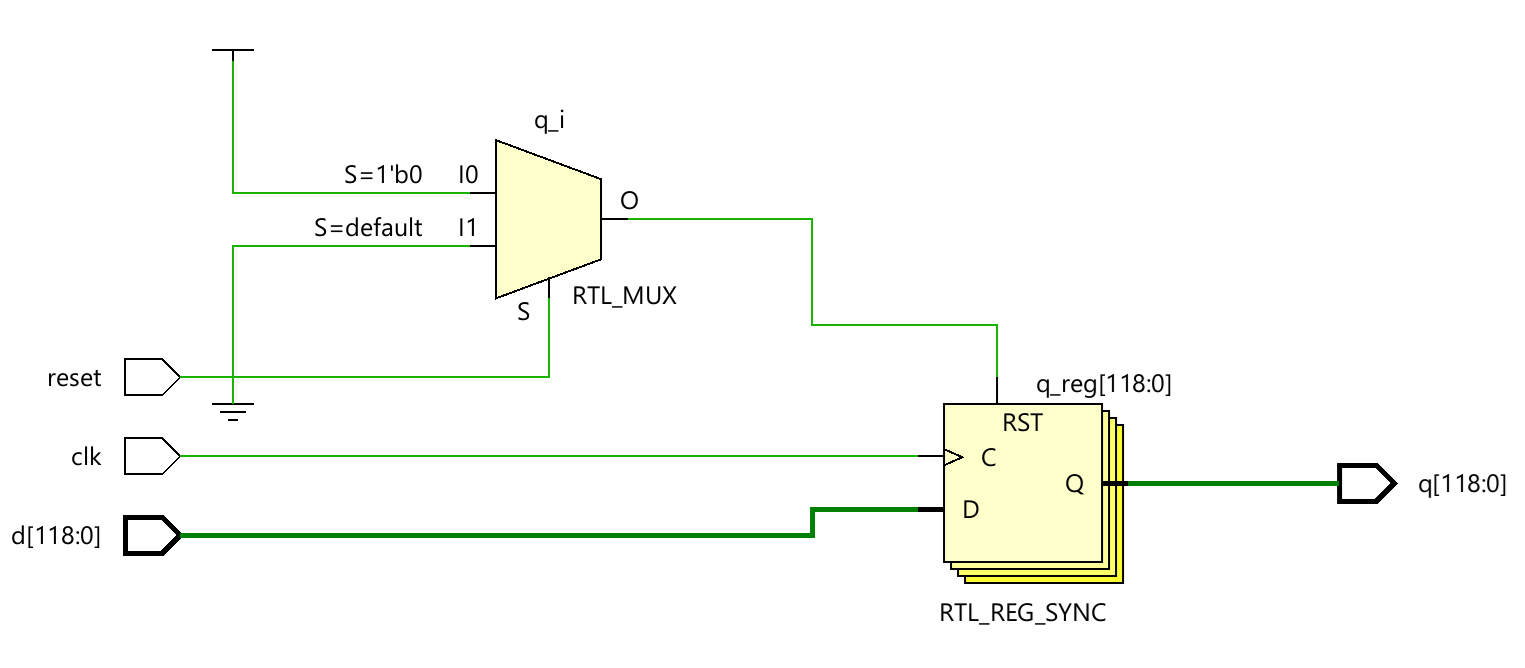 q_i
S=1'b0
I0
O
S=default
I1
RTL_MUX
S
reset
q_reg[118:0]
RST
clk
C
Q
q[118:0]
D
d[118:0]
RTL_REG_SYNC